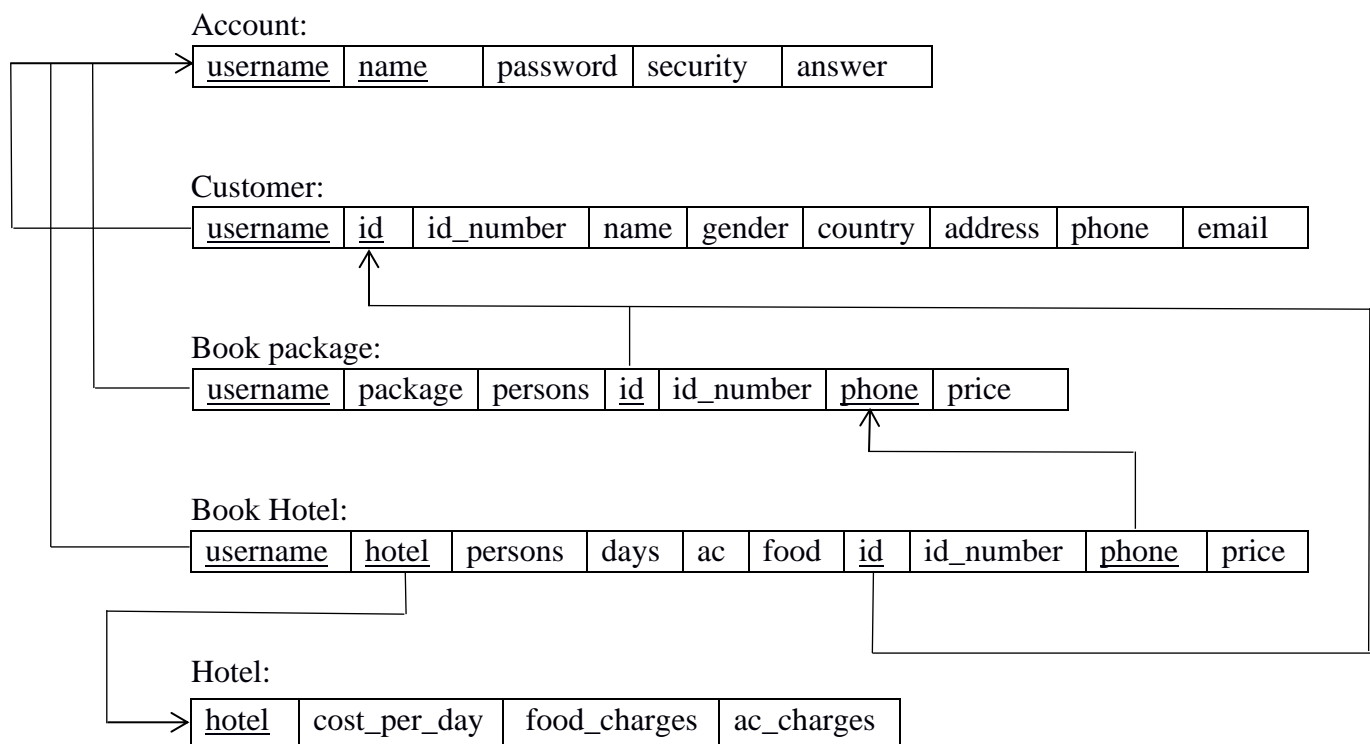 Account:
username name password security answer
Customer:
username id id_number name gender country address phone email
Book package:
username package persons id id_number phone price
Book Hotel:
username hotel persons days ac food id id_number phone price
Hotel:
hotel cost_per_day food_charges ac_charges